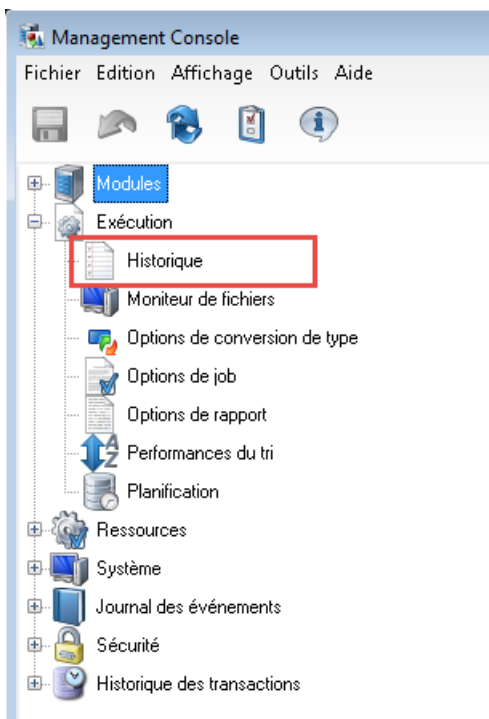 Management Console
Fichier Edition Affichage Outils Aide
Modules
Exécution
Historique
Moniteur de fichiers
Options de conversion de type
Options de job
Options de rapport
Performances du tri
Planification
Ressources
Système
Journal des événements
Sécurité
Historique des transactions